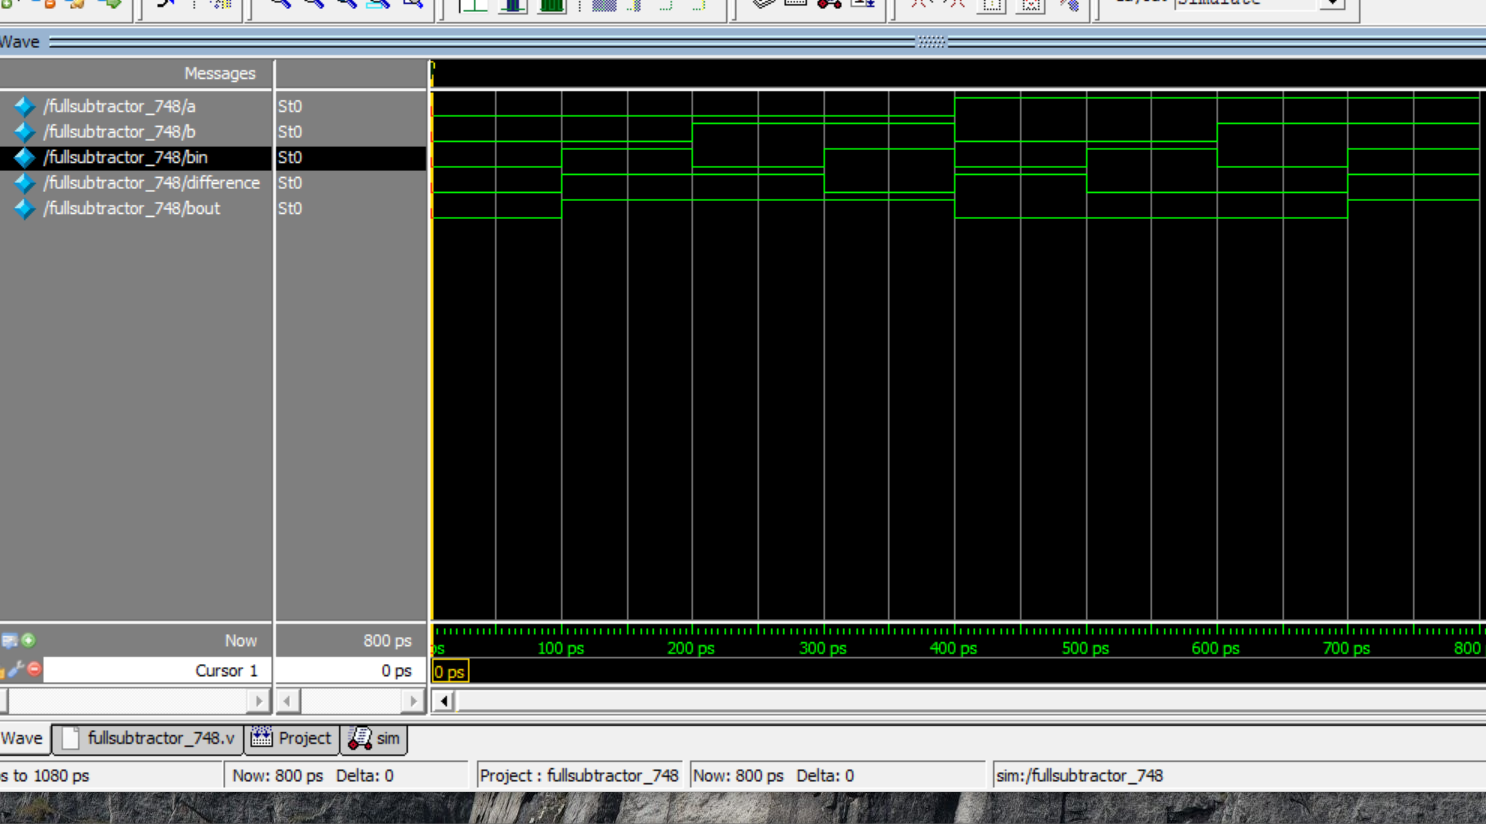 Simulate
Wave
Messages
/fullsubtractor_748/a St0
/fullsubtractor_748/b St0
/fullsubtractor_748/bin St0
/fullsubtractor_748/difference St0
/fullsubtractor_748/bout St0
Now 800 ps
ps 100 ps 200 ps 300 ps 400 ps 500 ps 600 ps 700 ps 800
Cursor 1 0 ps 0 ps
Wave fullsubtractor_748.v Project sim
s to 1080 ps Now: 800 ps Delta: 0 Project : fullsubtractor_748 Now: 800 ps Delta: 0 sim:/fullsubtractor_748